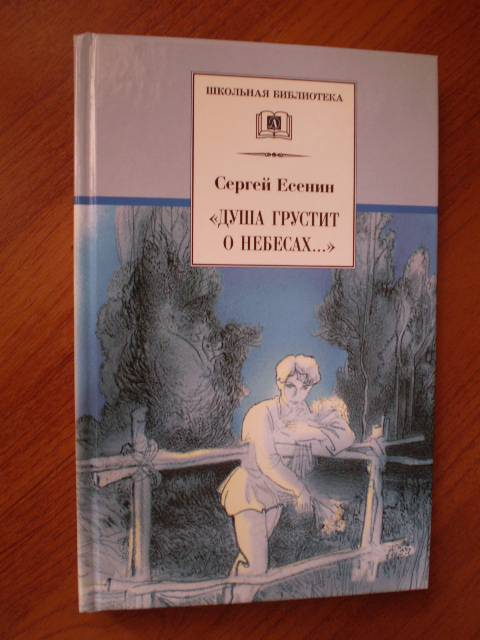 ШКОЛЬНАЯ БИБЛИОТЕКА
Сергей Есенин
«ДУША ГРУСТИТ
О НЕБЕСАХ...»